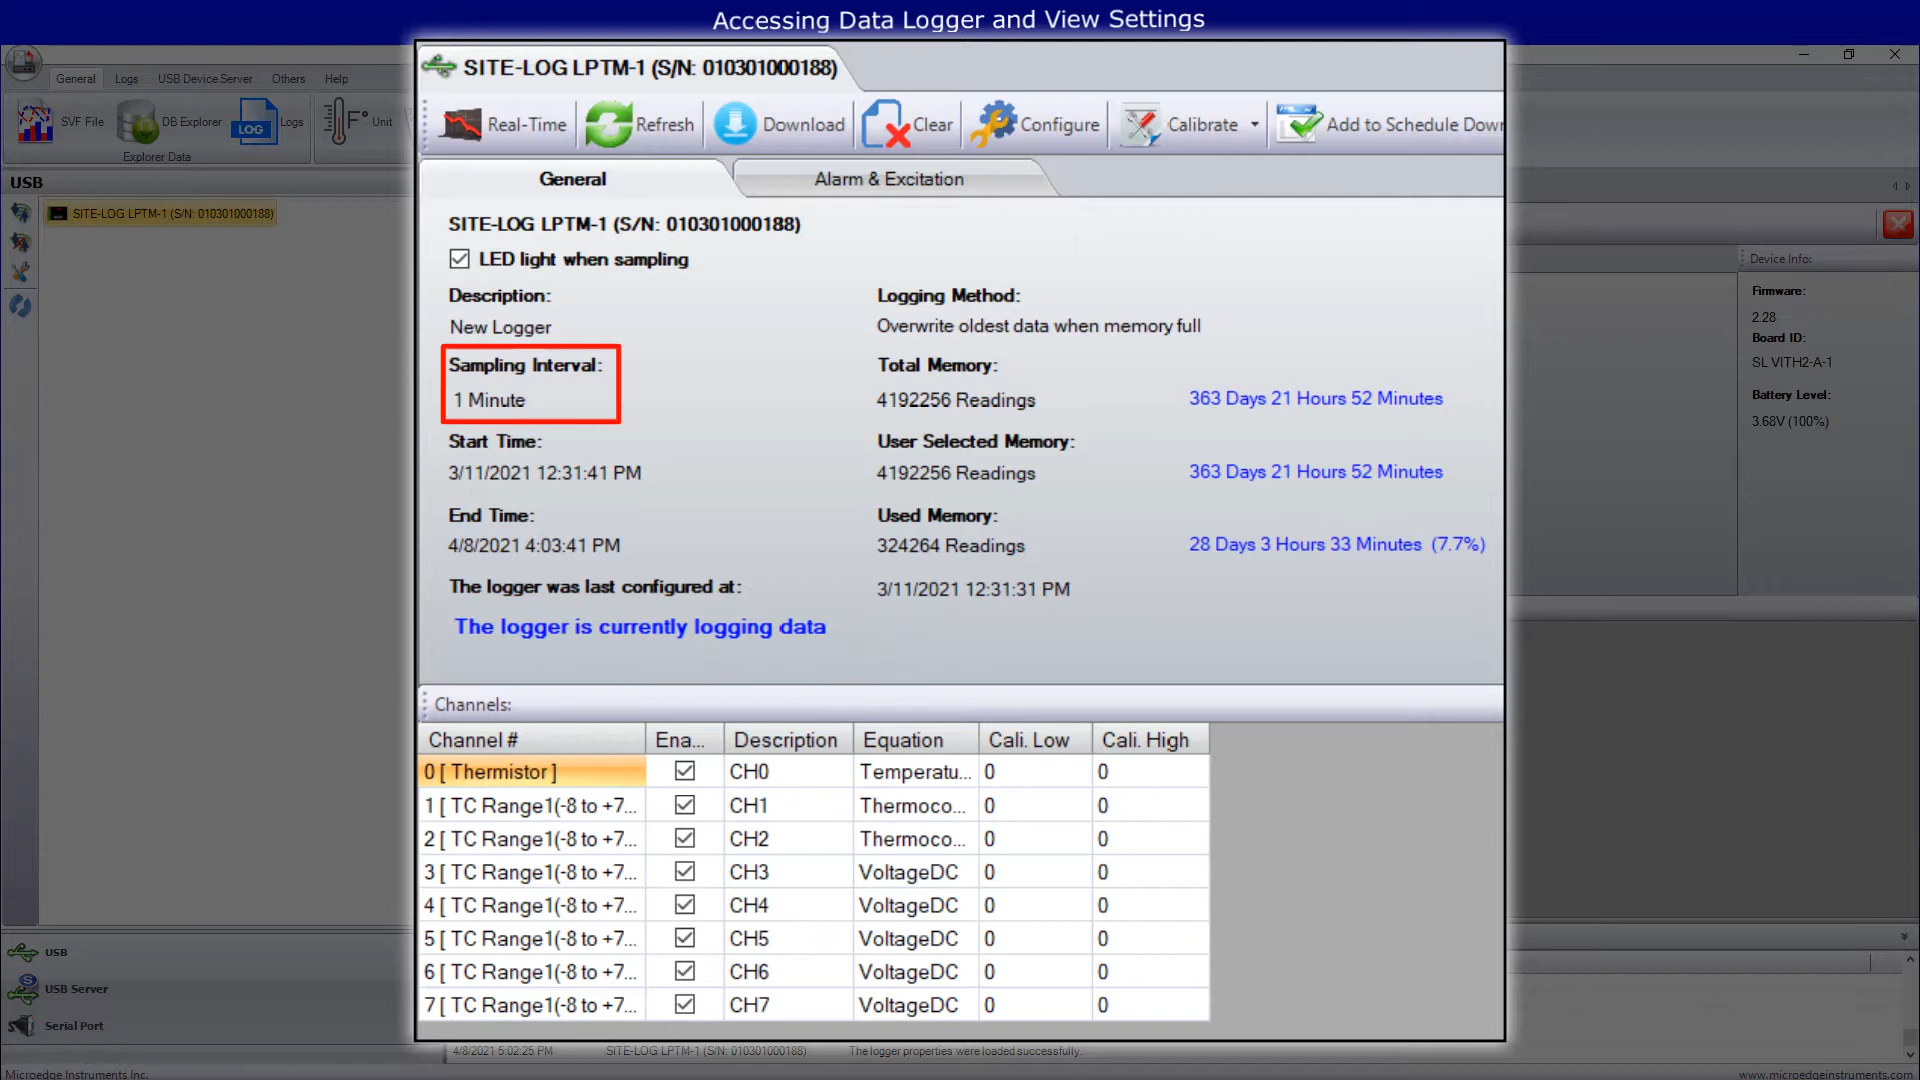 Accessing Data Logger and View Settings
SITE-LOG LPTM-1 (S/N: 010301000188)
General Logs USB Device Server Others Help
SVF File DB Explorer LOG Logs F° Unit
Explorer Data
Real-Time Refresh Download Clear Configure Calibrate Add to Schedule Down
USB
SITE-LOG LPTM-1 (S/N: 010301000188)
General Alarm & Excitation
SITE-LOG LPTM-1 (S/N: 010301000188)
LED light when sampling
Description: Logging Method:
New Logger Overwrite oldest data when memory full
Sampling Interval: Total Memory:
1 Minute 4192256 Readings 363 Days 21 Hours 52 Minutes
Start Time: User Selected Memory:
3/11/2021 12:31:41 PM 4192256 Readings 363 Days 21 Hours 52 Minutes
End Time: Used Memory:
4/8/2021 4:03:41 PM 324264 Readings 28 Days 3 Hours 33 Minutes (7.7%)
The logger was last configured at: 3/11/2021 12:31:31 PM
The logger is currently logging data
Device Info:
Firmware:
2.28
Board ID:
SL VITH2-A-1
Battery Level:
3.68V (100%)
Channels:
Channel # Ena... Description Equation Cali. Low Cali. High
0 [ Thermistor ] CH0 Temperatu... 0 0
1 [ TC Range1(-8 to +7... CH1 Thermoco... 0 0
2 [ TC Range1(-8 to +7... CH2 Thermoco... 0 0
3 [ TC Range1(-8 to +7... CH3 VoltageDC 0 0
4 [ TC Range1(-8 to +7... CH4 VoltageDC 0 0
5 [ TC Range1(-8 to +7... CH5 VoltageDC 0 0
6 [ TC Range1(-8 to +7... CH6 VoltageDC 0 0
7 [ TC Range1(-8 to +7... CH7 VoltageDC 0 0
USB
USB Server
Serial Port
4/8/2021 5:02:25 PM SITE-LOG LPTM-1 (S/N: 010301000188) The logger properties were loaded successfully.
Microedge Instruments Inc. www.microedgeinstruments.com